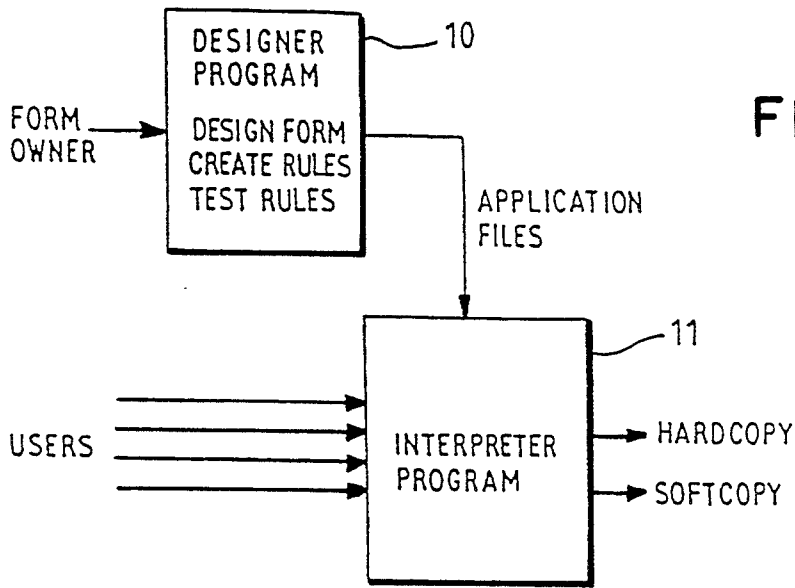 DESIGNER
PROGRAM
10
FORM
OWNER
DESIGN FORM
CREATE RULES
TEST RULES
APPLICATION
FILES
11
USERS
INTERPRETER
PROGRAM
HARDCOPY
SOFTCOPY